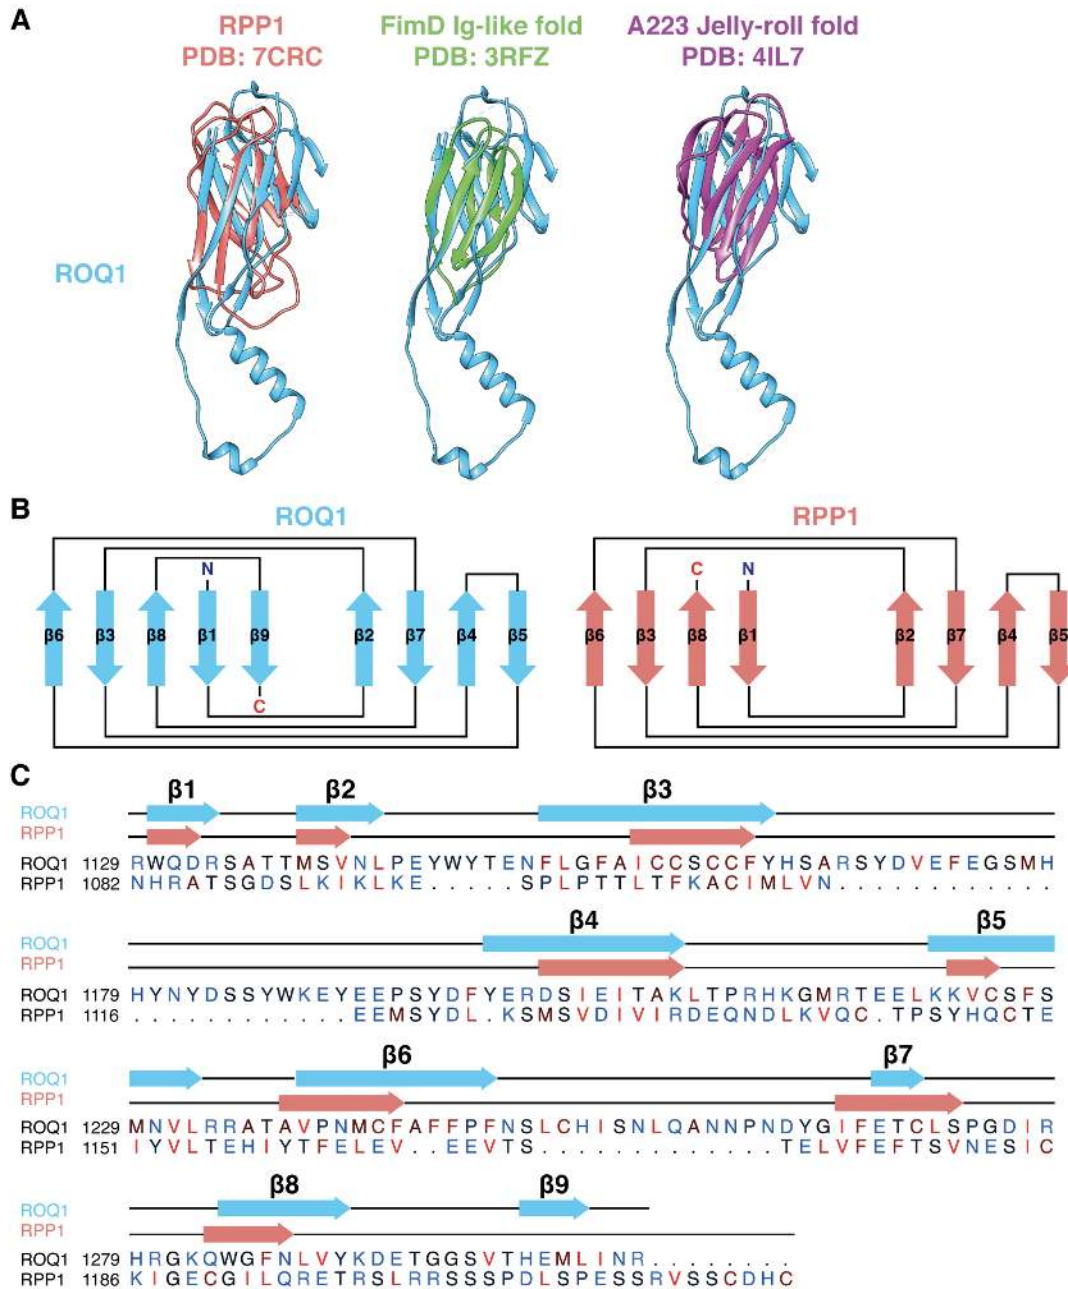 A
RPP1
PDB: 7CRC
FimD Ig-like fold
PDB: 3RFZ
A223 Jelly-roll fold
PDB: 4IL7
ROQ1
B
ROQ1
RPP1
N
C N
β6 β3 β8 β1 β9 β2 β7 β4 β5
β6 β3 β8 β1 β2 β7 β4 β5
C
C
β1 β2 β3
ROQ1
RPP1
ROQ1 1129 RWQDRSATTMSVNLPEYWYTENFLGFAICCSCCFYHSARSYDVEFEGSMH
RPP1 1082 NHRATSGDSLKIKLKE.....SPLPTTLTFKACIMLVN............
β4 β5
ROQ1
RPP1
ROQ1 1179 HYNYDSSYWKEYEEPSYDFYERDSIEITAKLTPRHKGMRTEELKKVCSFS
RPP1 1116 ............EEMSYDL.KSMSVDIVIRDEQNDLKVQC.TPSYHQCTE
β6 β7
ROQ1
RPP1
ROQ1 1229 MNVLRRATAVPNMCFAFFPFNSLCHISNLQANNPNDYGIFETCLSPGDIR
RPP1 1151 IYVLTEHIYTFELEV..EEVTS.............TELVFEFTSVNESIC
β8 β9
ROQ1
RPP1
ROQ1 1279 HRGKQWGFNLVYKDETGGSVTHEMLINR........
RPP1 1186 KIGECGILQRETRSLRRSSSPDLSPESSRVSSCDHC